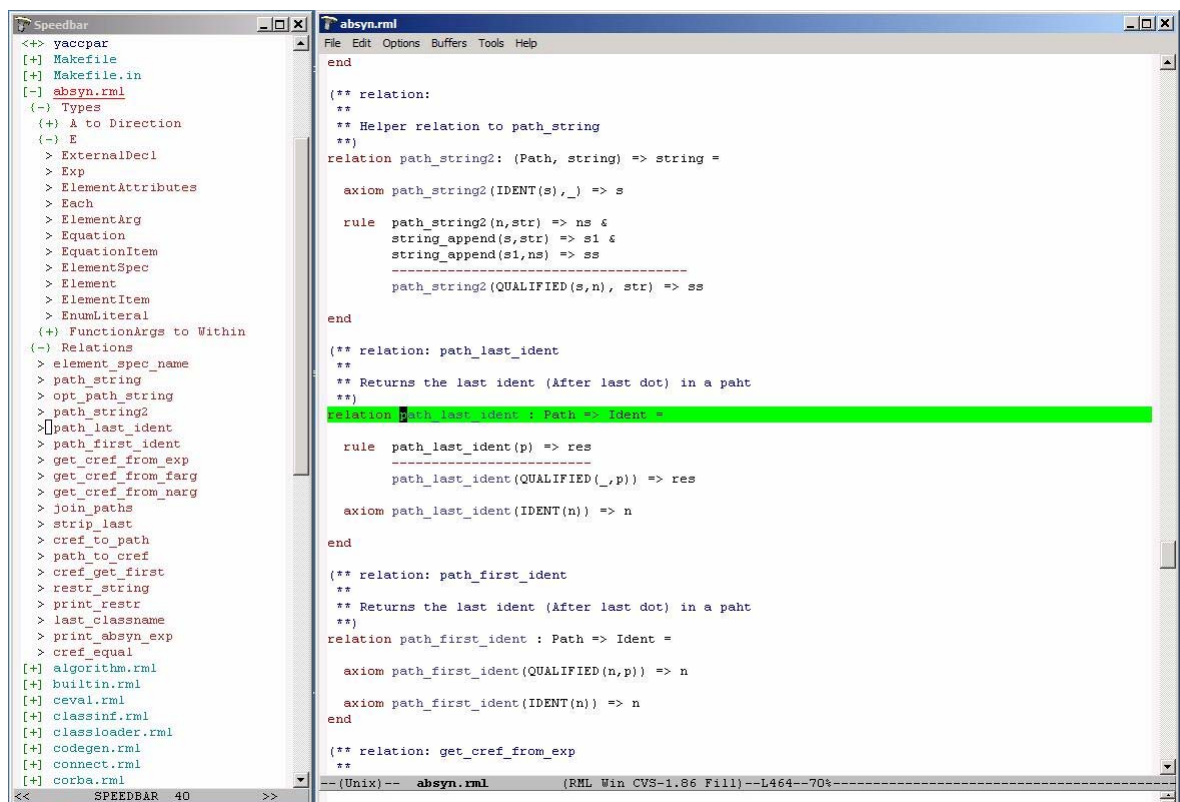 Speedbar
<+> yaccpar
[+] Makefile
[+] Makefile.in
[-] absyn.rml
{-} Types
{+} A to Direction
{-} E
> ExternalDecl
> Exp
> ElementAttributes
> Each
> ElementArg
> Equation
> EquationItem
> ElementSpec
> Element
> ElementItem
> EnumLiteral
{+} FunctionArgs to Within
{-} Relations
> element_spec_name
> path_string
> opt_path_string
> path_string2
> path_last_ident
> path_first_ident
> get_cref_from_exp
> get_cref_from_farg
> get_cref_from_narg
> join_paths
> strip_last
> cref_to_path
> path_to_cref
> cref_get_first
> restr_string
> print_restr
> last_classname
> print_absyn_exp
> cref_equal
[+] algorithm.rml
[+] builtin.rml
[+] ceval.rml
[+] classinf.rml
[+] classloader.rml
[+] codegen.rml
[+] connect.rml
[+] corba.rml
<< SPEEDBAR 40 >>
absyn.rml
File Edit Options Buffers Tools Help
end
(** relation:
**
** Helper relation to path_string
**)
relation path_string2: (Path, string) => string =
axiom path_string2(IDENT(s),_) => s
rule path_string2(n,str) => ns &
string_append(s,str) => s1 &
string_append(s1,ns) => ss
-------------------------------------
path_string2(QUALIFIED(s,n), str) => ss
end
(** relation: path_last_ident
**
** Returns the last ident (After last dot) in a paht
**)
relation path_last_ident : Path => Ident =
rule path_last_ident(p) => res
-------------------------
path_last_ident(QUALIFIED(_,p)) => res
axiom path_last_ident(IDENT(n)) => n
end
(** relation: path_first_ident
**
** Returns the last ident (After last dot) in a paht
**)
relation path_first_ident : Path => Ident =
axiom path_first_ident(QUALIFIED(n,p)) => n
axiom path_first_ident(IDENT(n)) => n
end
(** relation: get_cref_from_exp
**
--(Unix)-- absyn.rml (RML Win CVS-1.86 Fill)--L464--70%--------------------------------------------